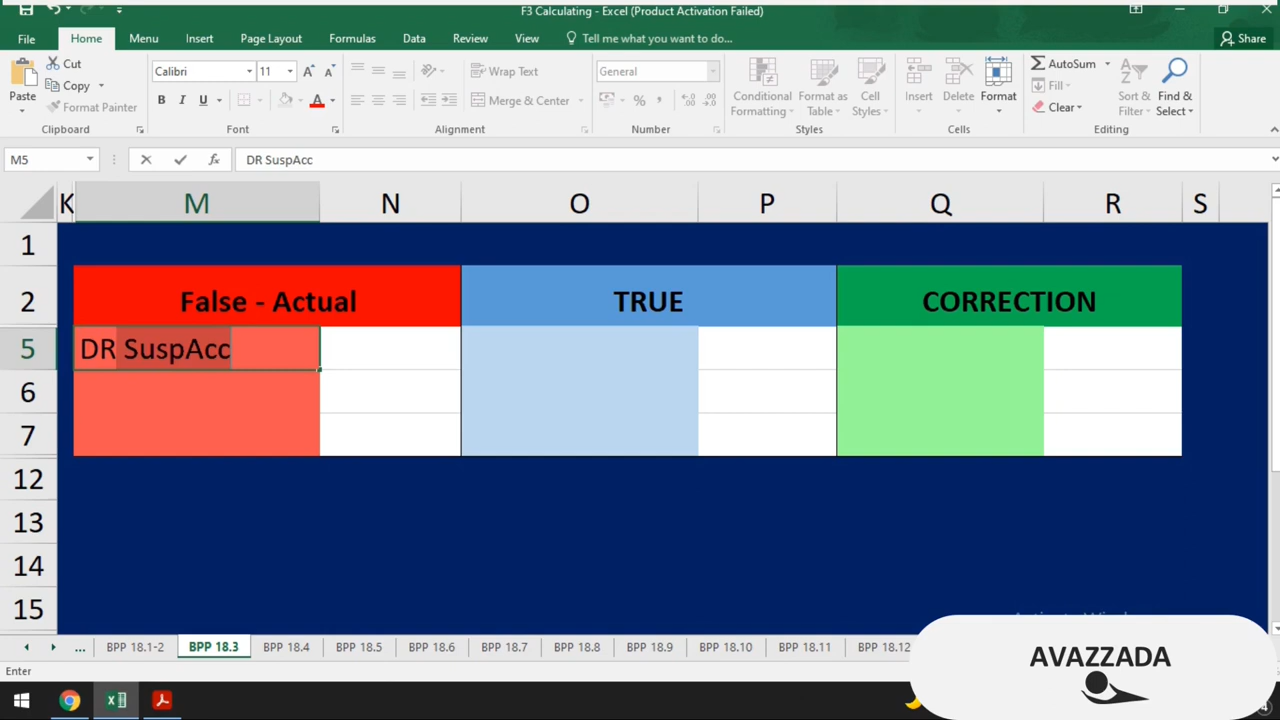 F3 Calculating - Excel (Product Activation Failed)
File Home Menu Insert Page Layout Formulas Data Review View Tell me what you want to do... Share
Cut
Copy
Format Painter
Paste
Clipboard
Calibri 11
B I U
Font
Wrap Text
Merge & Center
Alignment
General
%
Number
Conditional Formatting
Format as Table
Cell Styles
Styles
Insert
Delete
Format
Cells
AutoSum
Fill
Clear
Sort & Filter
Find & Select
Editing
M5 fx DR SuspAcc
K M N O P Q R S
1
2 False - Actual TRUE CORRECTION
5 DR SuspAcc
6
7
12
13
14
15
... BPP 18.1-2 BPP 18.3 BPP 18.4 BPP 18.5 BPP 18.6 BPP 18.7 BPP 18.8 BPP 18.9 BPP 18.10 BPP 18.11 BPP 18.12
Enter
AVAZZADA